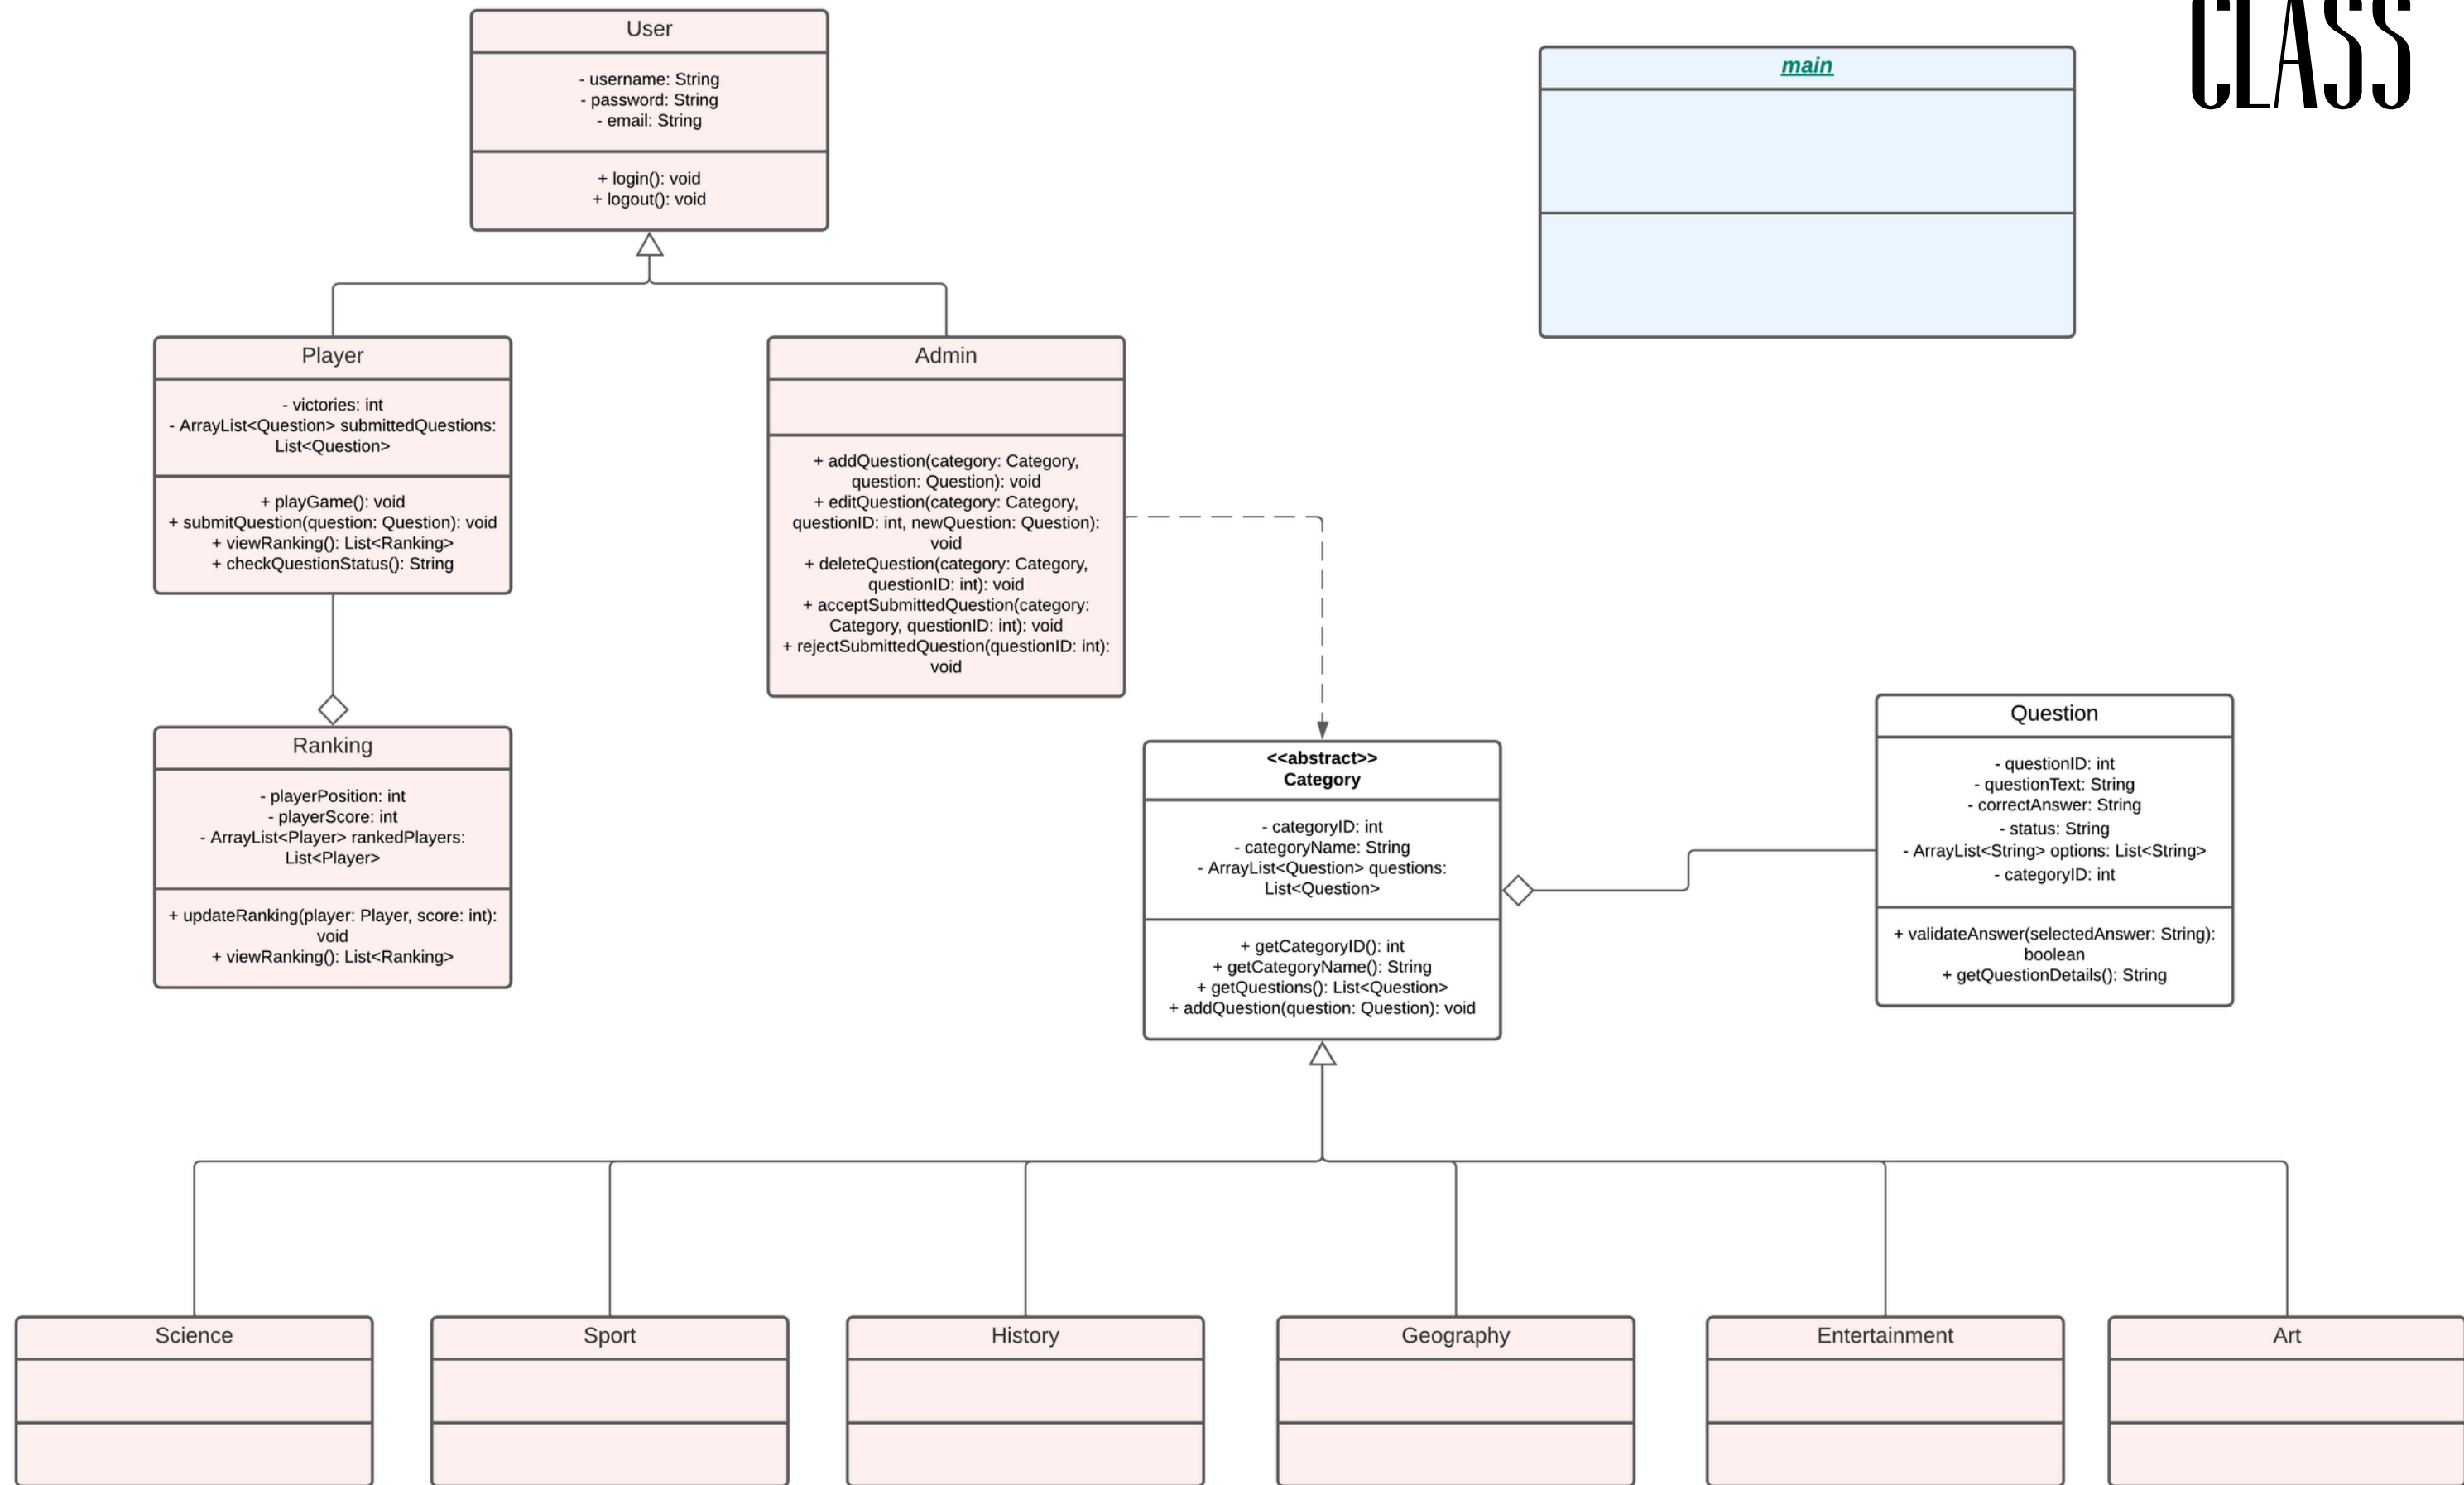 CLASS
User
- username: String
- password: String
- email: String
+ login(): void
+ logout(): void
main
Player
- victories: int
- ArrayList<Question> submittedQuestions:
List<Question>
+ playGame(): void
+ submitQuestion(question: Question): void
+ viewRanking(): List<Ranking>
+ checkQuestionStatus(): String
Admin
+ addQuestion(category: Category,
question: Question): void
+ editQuestion(category: Category,
questionID: int, newQuestion: Question):
void
+ deleteQuestion(category: Category,
questionID: int): void
+ acceptSubmittedQuestion(category:
Category, questionID: int): void
+ rejectSubmittedQuestion(questionID: int):
void
Ranking
- playerPosition: int
- playerScore: int
- ArrayList<Player> rankedPlayers:
List<Player>
+ updateRanking(player: Player, score: int):
void
+ viewRanking(): List<Ranking>
<<abstract>>
Category
- categoryID: int
- categoryName: String
- ArrayList<Question> questions:
List<Question>
+ getCategoryID(): int
+ getCategoryName(): String
+ getQuestions(): List<Question>
+ addQuestion(question: Question): void
Question
- questionID: int
- questionText: String
- correctAnswer: String
- status: String
- ArrayList<String> options: List<String>
- categoryID: int
+ validateAnswer(selectedAnswer: String):
boolean
+ getQuestionDetails(): String
Science
Sport
History
Geography
Entertainment
Art